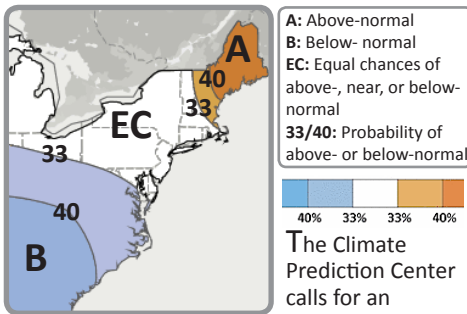 A
40
33
EC
33
40
B
A: Above-normal
B: Below- normal
EC: Equal chances of
above-, near, or below-
normal
33/40: Probability of
above- or below-normal
40% 33% 33% 40%
The Climate
Prediction Center
calls for an